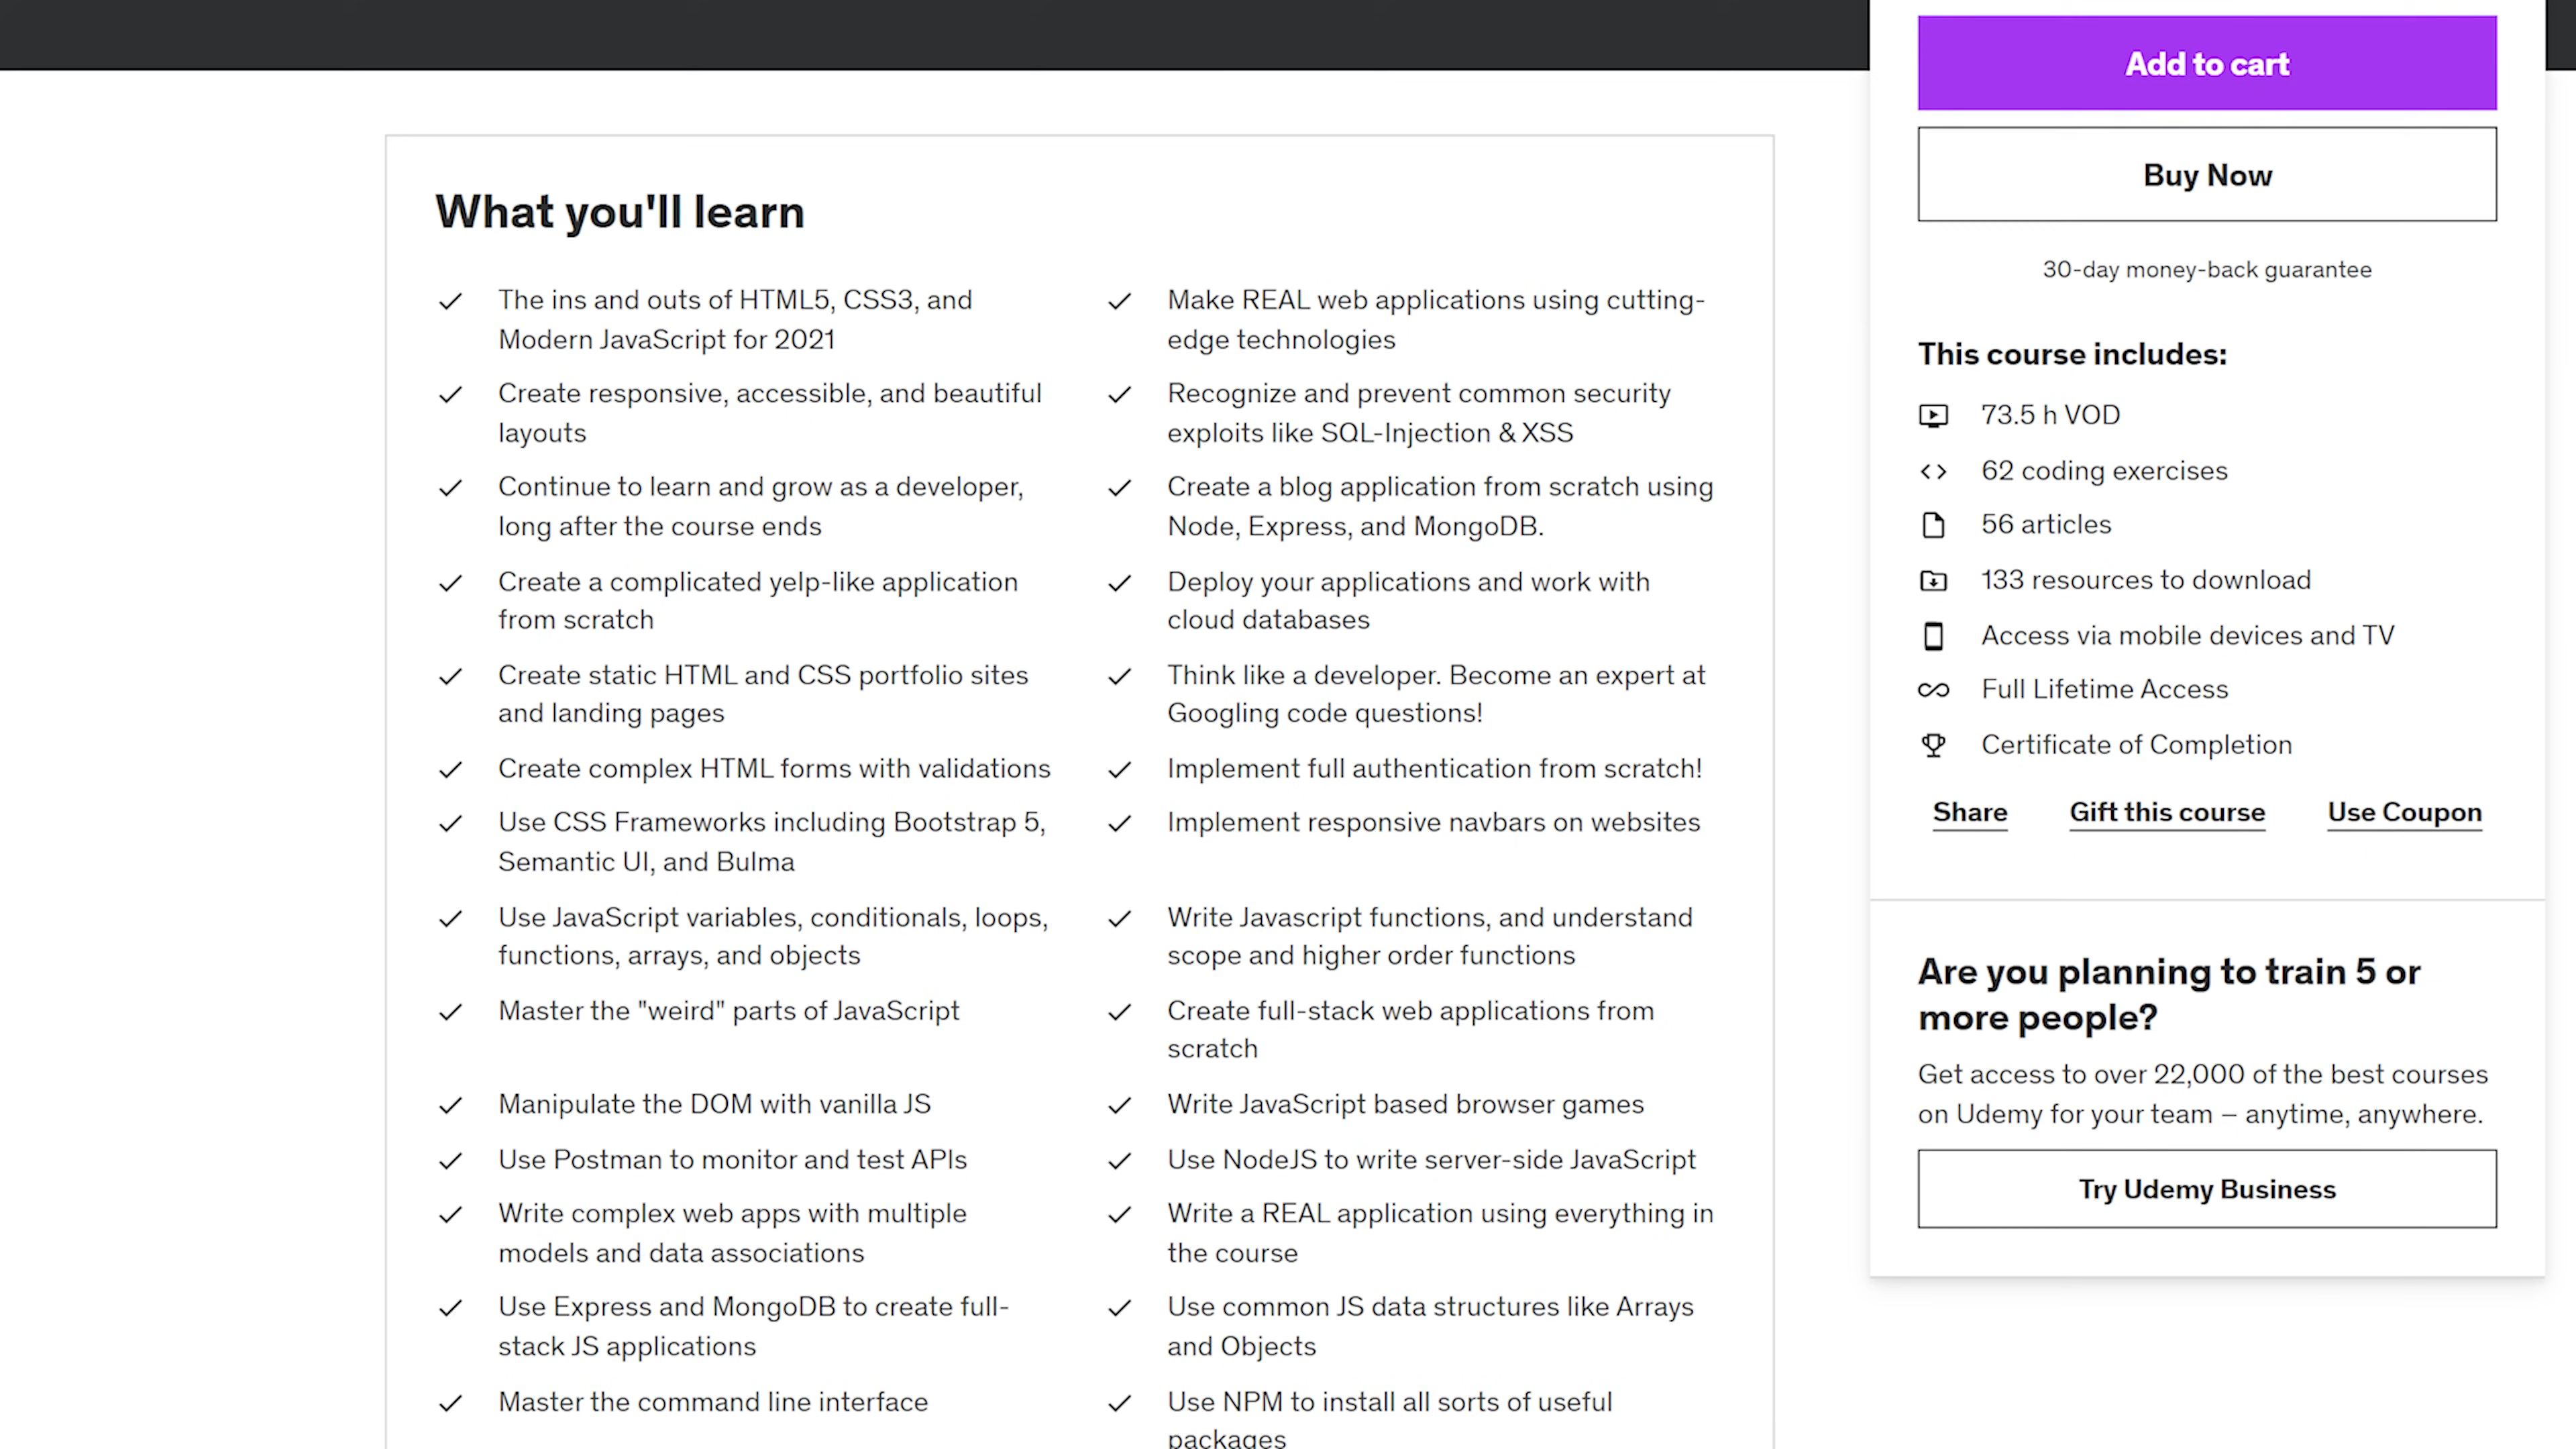 What you'll learn
The ins and outs of HTML5, CSS3, and
Modern JavaScript for 2021
Create responsive, accessible, and beautiful
layouts
Continue to learn and grow as a developer,
long after the course ends
Create a complicated yelp-like application
from scratch
Create static HTML and CSS portfolio sites
and landing pages
Create complex HTML forms with validations
Use CSS Frameworks including Bootstrap 5,
Semantic UI, and Bulma
Use JavaScript variables, conditionals, loops,
functions, arrays, and objects
Master the "weird" parts of JavaScript
Manipulate the DOM with vanilla JS
Use Postman to monitor and test APIs
Write complex web apps with multiple
models and data associations
Use Express and MongoDB to create full-
stack JS applications
Master the command line interface
Make REAL web applications using cutting-
edge technologies
Recognize and prevent common security
exploits like SQL-Injection & XSS
Create a blog application from scratch using
Node, Express, and MongoDB.
Deploy your applications and work with
cloud databases
Think like a developer. Become an expert at
Googling code questions!
Implement full authentication from scratch!
Implement responsive navbars on websites
Write Javascript functions, and understand
scope and higher order functions
Create full-stack web applications from
scratch
Write JavaScript based browser games
Use NodeJS to write server-side JavaScript
Write a REAL application using everything in
the course
Use common JS data structures like Arrays
and Objects
Use NPM to install all sorts of useful
packages
Add to cart
Buy Now
30-day money-back guarantee
This course includes:
73.5 h VOD
62 coding exercises
56 articles
133 resources to download
Access via mobile devices and TV
Full Lifetime Access
Certificate of Completion
Share Gift this course Use Coupon
Are you planning to train 5 or
more people?
Get access to over 22,000 of the best courses
on Udemy for your team – anytime, anywhere.
Try Udemy Business